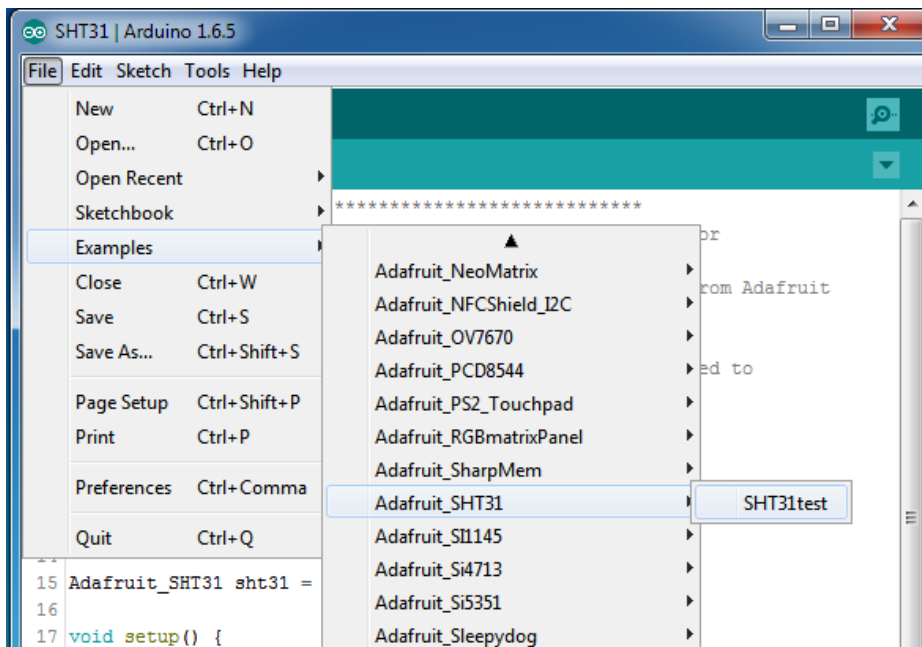 SHT31 | Arduino 1.6.5
File Edit Sketch Tools Help
New Ctrl+N
Open... Ctrl+O
Open Recent
Sketchbook
Examples
Close Ctrl+W
Save Ctrl+S
Save As... Ctrl+Shift+S
Page Setup Ctrl+Shift+P
Print Ctrl+P
Preferences Ctrl+Comma
Quit Ctrl+Q
****************************
or
rom Adafruit
ed to
Adafruit_NeoMatrix
Adafruit_NFCShield_I2C
Adafruit_OV7670
Adafruit_PCD8544
Adafruit_PS2_Touchpad
Adafruit_RGBmatrixPanel
Adafruit_SharpMem
Adafruit_SHT31
Adafruit_SI1145
Adafruit_Si4713
Adafruit_Si5351
Adafruit_Sleepydog
SHT31test
15 Adafruit_SHT31 sht31 =
16
17 void setup() {